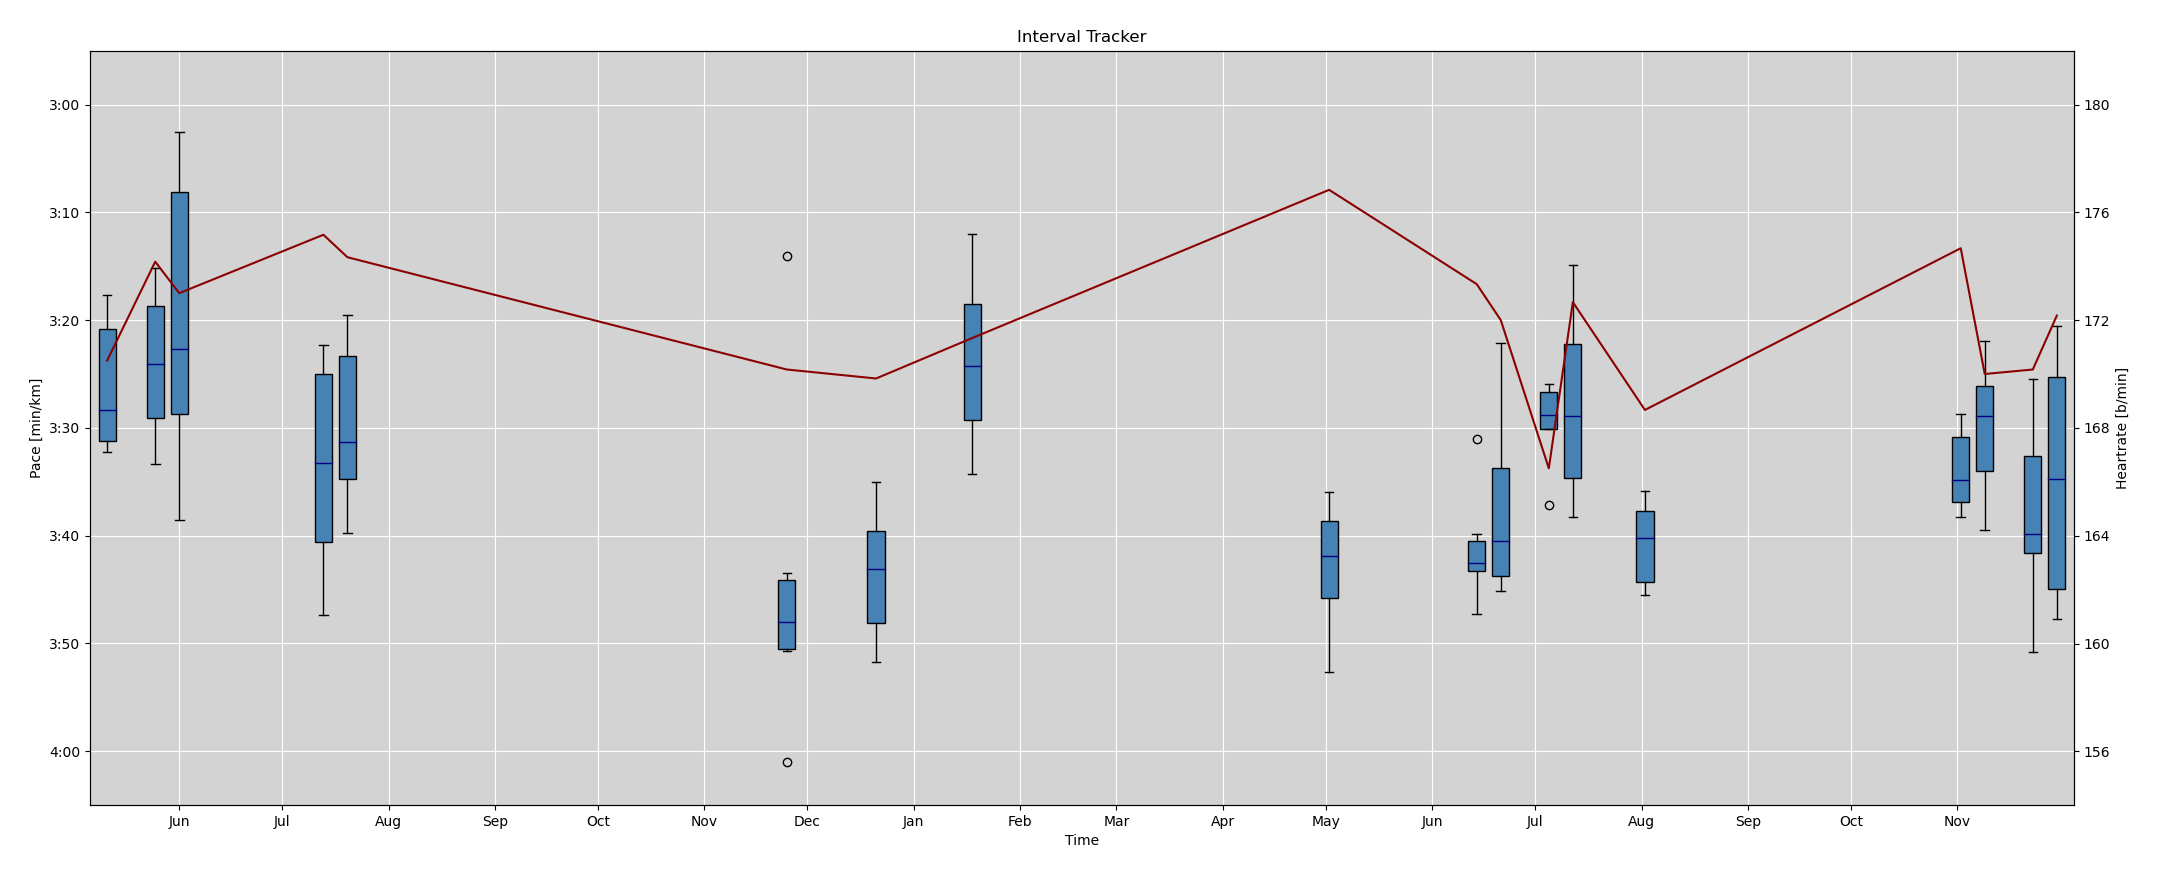 Interval Tracker
Pace [min/km]
3:00
3:10
3:20
3:30
3:40
3:50
4:00
180
176
172
168
164
160
156
Heartrate [b/min]
Jun Jul Aug Sep Oct Nov Dec Jan Feb Mar Apr May Jun Jul Aug Sep Oct Nov
Time